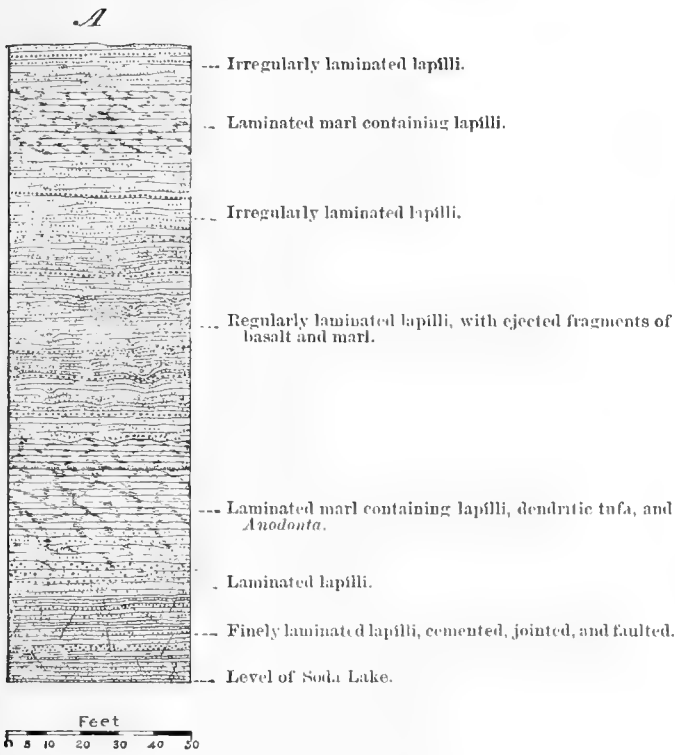 A
Irregularly laminated lapilli.
Laminated marl containing lapilli.
Irregularly laminated lapilli.
Regularly laminated lapilli, with ejected fragments of
basalt and marl.
Laminated marl containing lapilli, dendritic tufa, and
Anodonta.
Laminated lapilli.
Finely laminated lapilli, cemented, jointed, and faulted.
Level of Soda Lake.
Feet
0 5 10 20 30 40 50